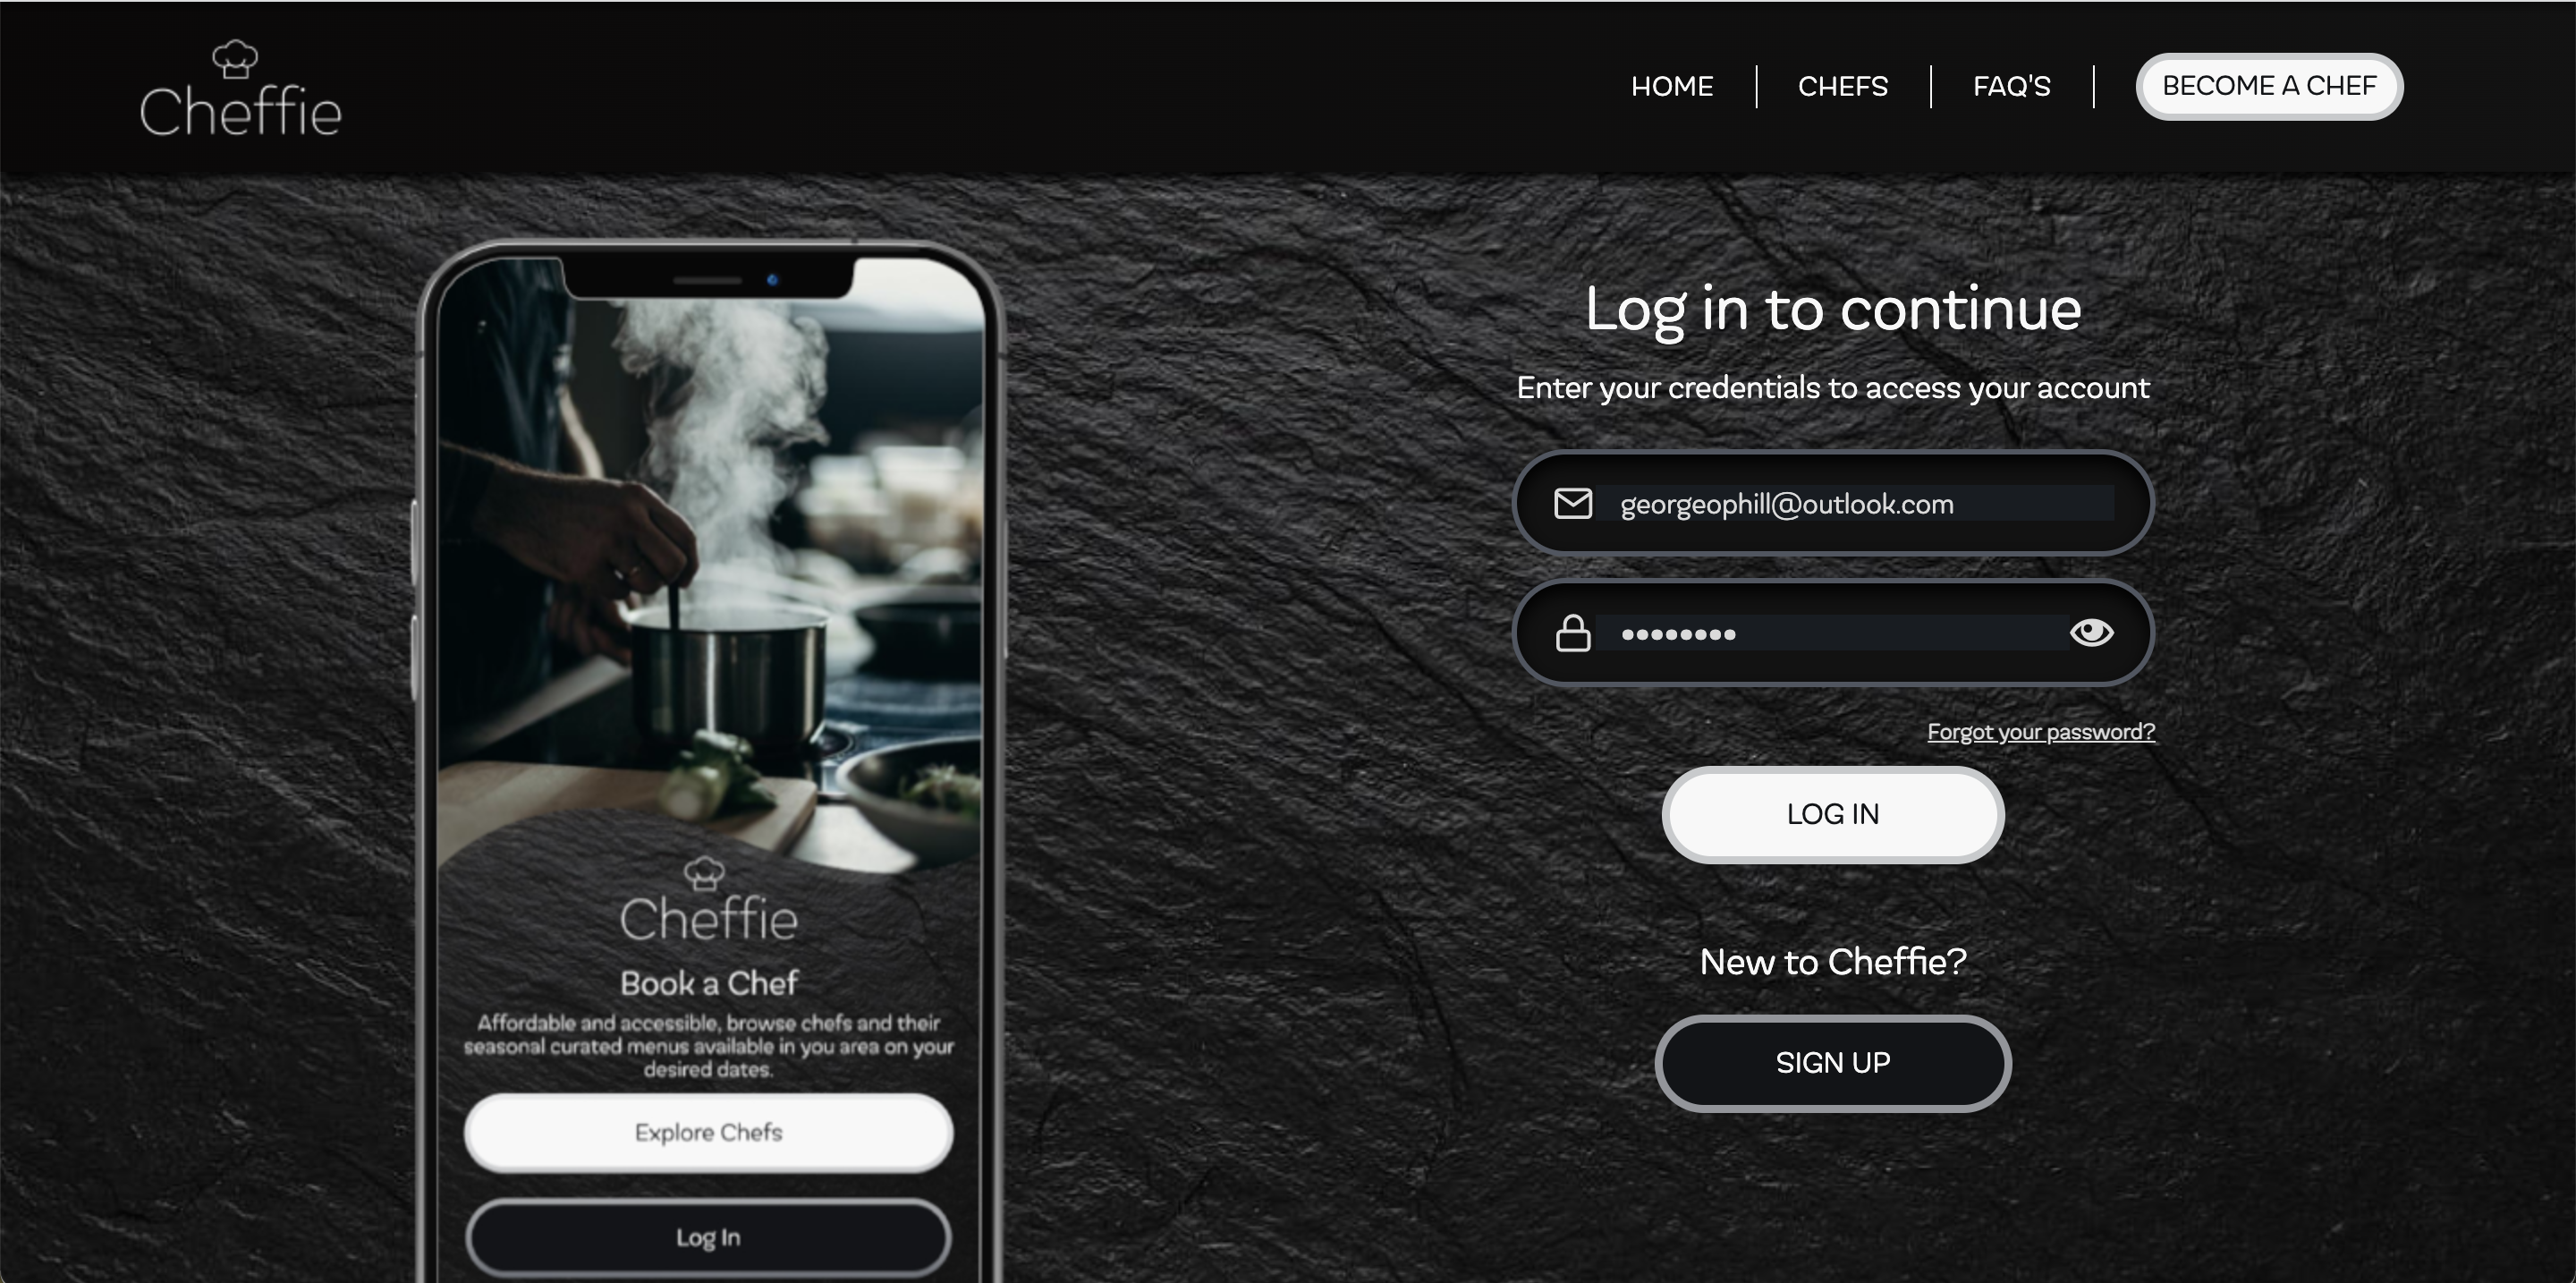 Cheffie
HOME
CHEFS
FAQ'S
BECOME A CHEF
Log in to continue
Enter your credentials to access your account
georgeophill@outlook.com
••••••••
Forgot your password?
LOG IN
New to Cheffie?
SIGN UP
Cheffie
Book a Chef
Affordable and accessible, browse chefs and their
seasonal curated menus available in you area on your
desired dates.
Explore Chefs
Log In